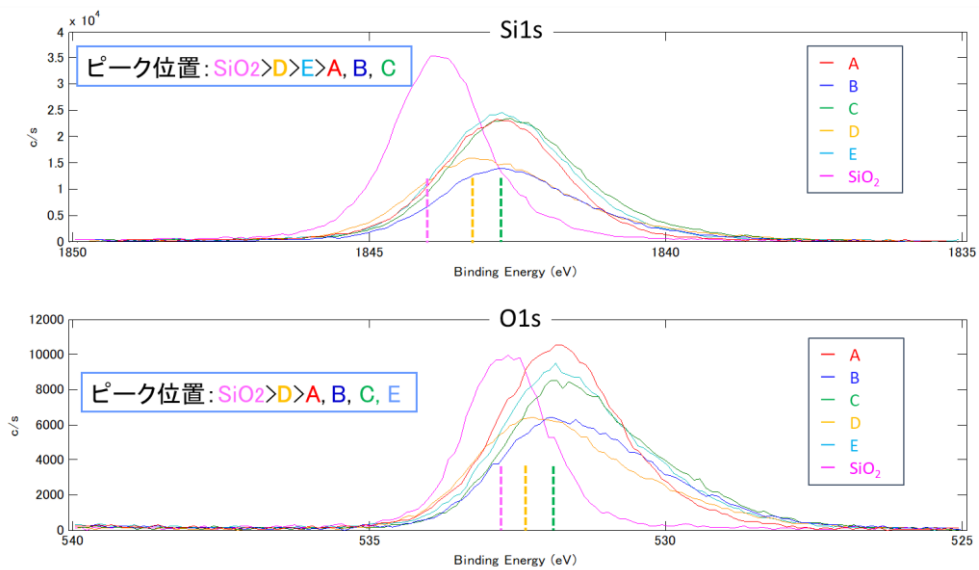 Si1s
x 10⁴
4
3.5
3
2.5
2
1.5
1
0.5
0
c/s
ピーク位置：SiO2>D>E>A, B, C
A
B
C
D
E
SiO₂
1850
1845
1840
1835
Binding Energy (eV)
O1s
12000
10000
8000
6000
4000
2000
0
c/s
ピーク位置：SiO2>D>A, B, C, E
A
B
C
D
E
SiO₂
540
535
530
525
Binding Energy (eV)